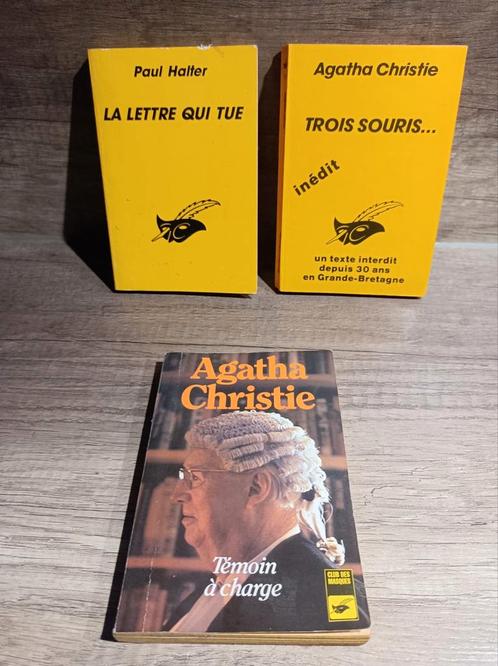 Paul Halter
LA LETTRE QUI TUE
Agatha Christie
TROIS SOURIS...
inédit
un texte interdit
depuis 30 ans
en Grande-Bretagne
Agatha
Christie
Témoin
à charge
CLUB DES
MASQUES